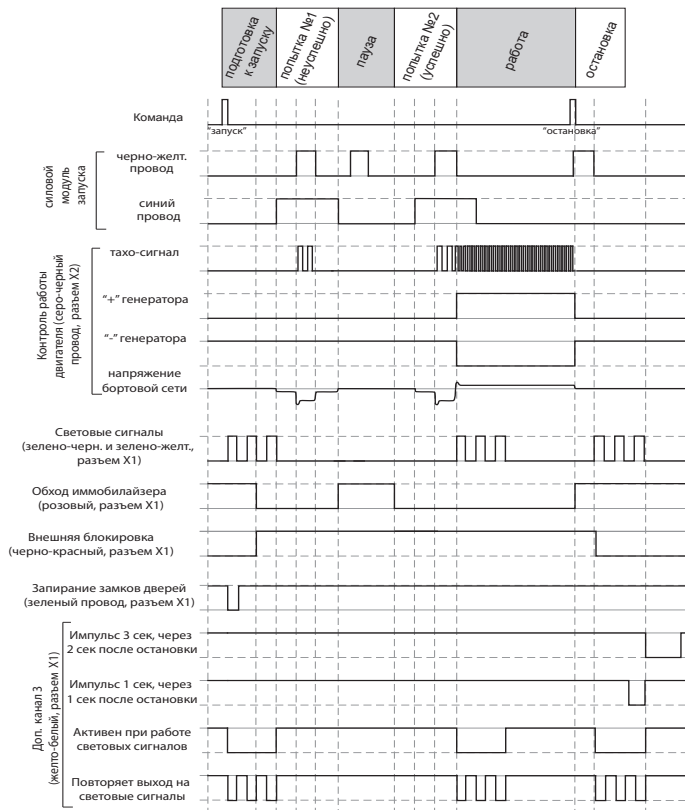 подготовка
к запуску
попытка №1
(неуспешно)
пауза
попытка №2
(успешно)
работа
остановка
Команда
"запуск"
"остановка"
силовой
модуль
запуска
черно-желт.
провод
синий
провод
Контроль работы
двигателя (серо-черный
провод, разъем X2)
тахо-сигнал
"+" генератора
"-" генератора
напряжение
бортовой сети
Световые сигналы
(зелено-черн. и зелено-желт.,
разъем X1)
Обход иммобилайзера
(розовый, разъем X1)
Внешняя блокировка
(черно-красный, разъем X1)
Запирание замков дверей
(зеленый провод, разъем X1)
Доп. канал 3
(желто-белый, разъем X1)
Импульс 3 сек, через
2 сек после остановки
Импульс 1 сек, через
1 сек после остановки
Активен при работе
световых сигналов
Повторяет выход на
световые сигналы